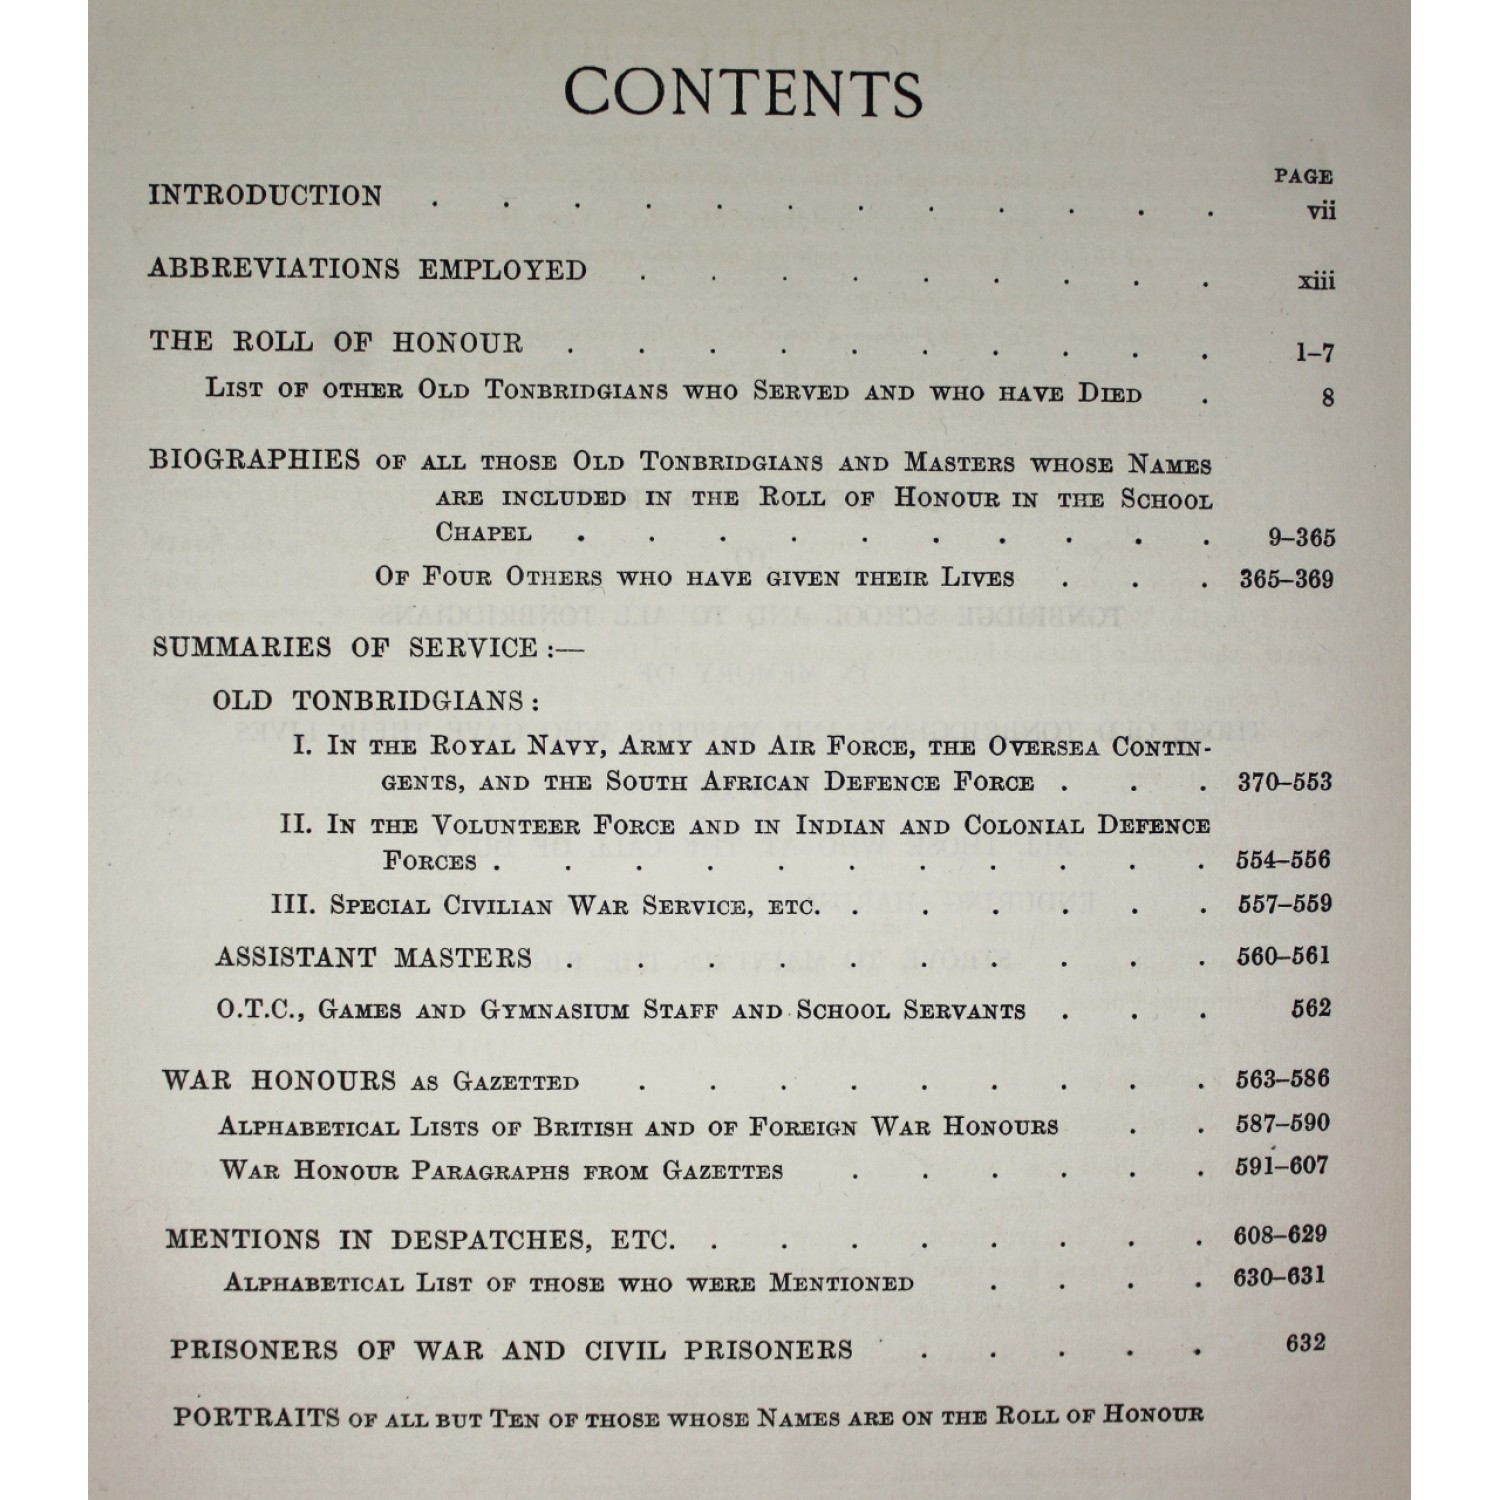 CONTENTS
PAGE
INTRODUCTION . . . . . . . . . . . . vii
ABBREVIATIONS EMPLOYED . . . . . . . . . xiii
THE ROLL OF HONOUR . . . . . . . . . . 1–7
LIST OF OTHER OLD TONBRIDGIANS WHO SERVED AND WHO HAVE DIED . 8
BIOGRAPHIES OF ALL THOSE OLD TONBRIDGIANS AND MASTERS WHOSE NAMES
ARE INCLUDED IN THE ROLL OF HONOUR IN THE SCHOOL
CHAPEL . . . . . . . . . . 9–365
OF FOUR OTHERS WHO HAVE GIVEN THEIR LIVES . . . 365–369
SUMMARIES OF SERVICE :—
OLD TONBRIDGIANS :
I. IN THE ROYAL NAVY, ARMY AND AIR FORCE, THE OVERSEA CONTIN-
GENTS, AND THE SOUTH AFRICAN DEFENCE FORCE . . . 370–553
II. IN THE VOLUNTEER FORCE AND IN INDIAN AND COLONIAL DEFENCE
FORCES . . . . . . . . . . . 554–556
III. SPECIAL CIVILIAN WAR SERVICE, ETC. . . . . . . 557–559
ASSISTANT MASTERS . . . . . . . . . . 560–561
O.T.C., GAMES AND GYMNASIUM STAFF AND SCHOOL SERVANTS . . . 562
WAR HONOURS AS GAZETTED . . . . . . . . . 563–586
ALPHABETICAL LISTS OF BRITISH AND OF FOREIGN WAR HONOURS . . 587–590
WAR HONOUR PARAGRAPHS FROM GAZETTES . . . . . . 591–607
MENTIONS IN DESPATCHES, ETC. . . . . . . . . 608–629
ALPHABETICAL LIST OF THOSE WHO WERE MENTIONED . . . . 630–631
PRISONERS OF WAR AND CIVIL PRISONERS . . . . . 632
PORTRAITS OF ALL BUT TEN OF THOSE WHOSE NAMES ARE ON THE ROLL OF HONOUR